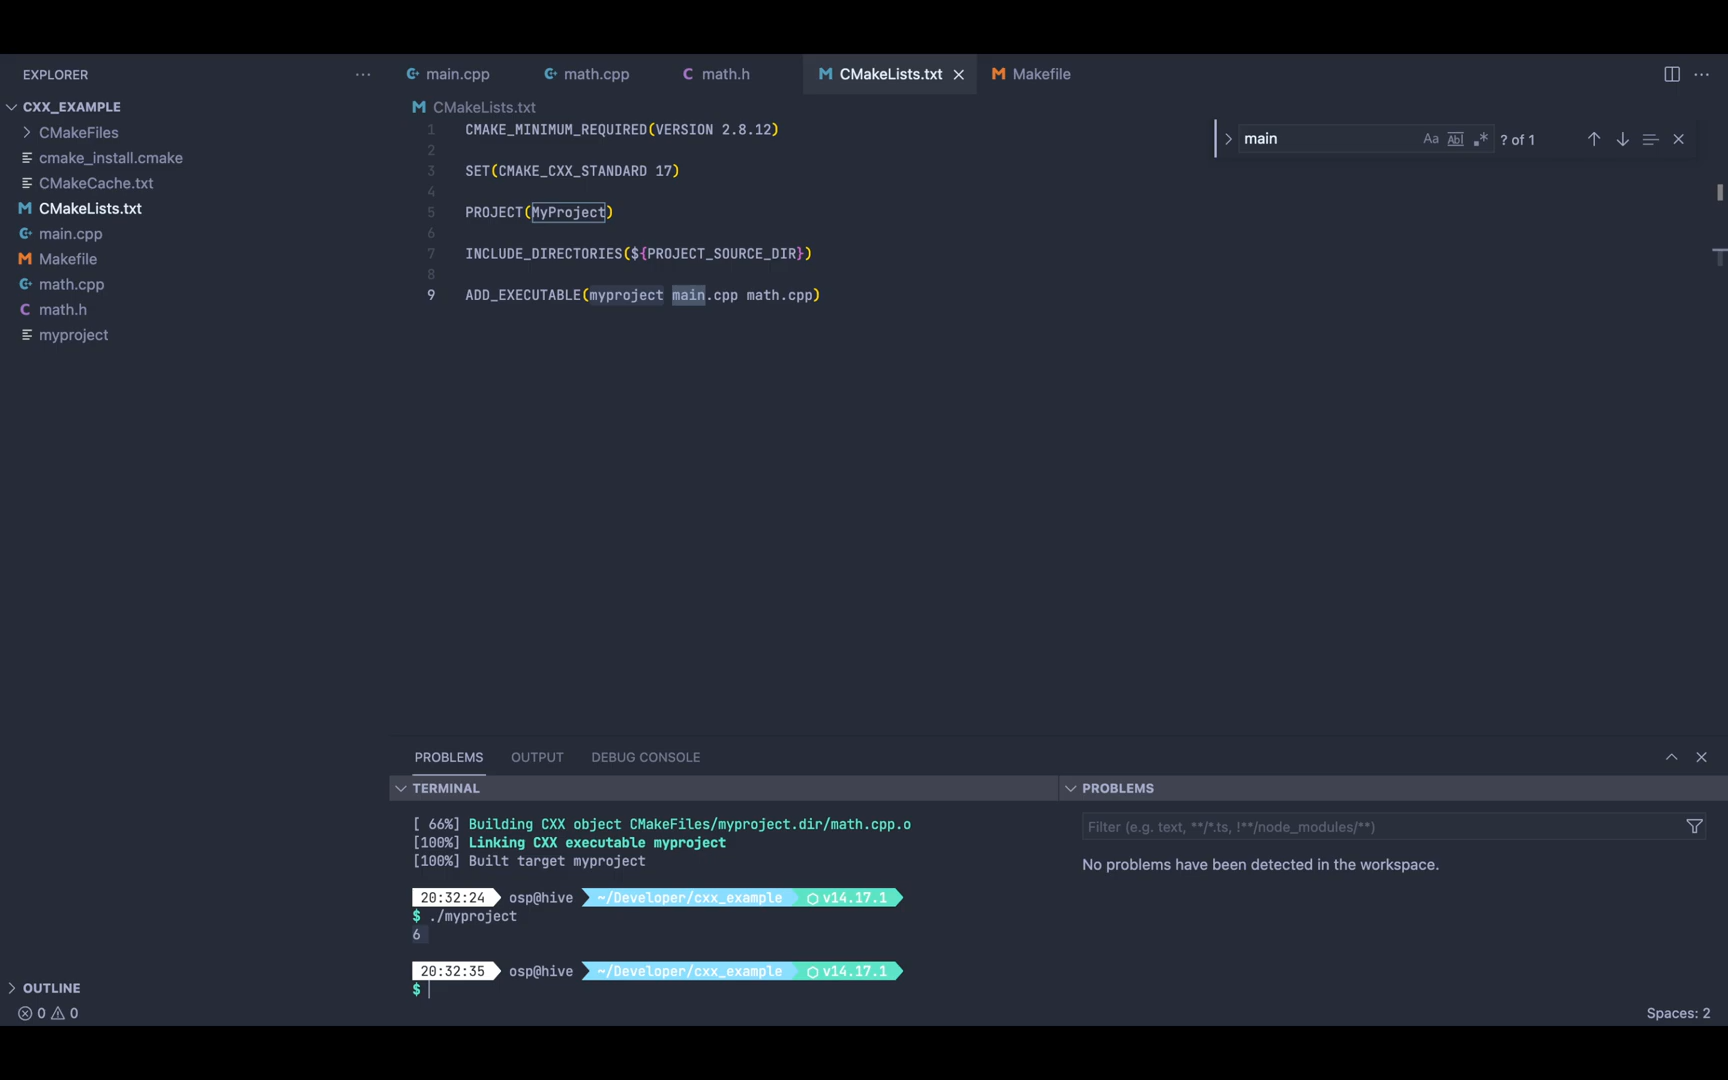 EXPLORER
CXX_EXAMPLE
CMakeFiles
cmake_install.cmake
CMakeCache.txt
CMakeLists.txt
main.cpp
Makefile
math.cpp
math.h
myproject
OUTLINE
0 0
main.cpp math.cpp math.h CMakeLists.txt Makefile
CMakeLists.txt
1 CMAKE_MINIMUM_REQUIRED(VERSION 2.8.12)
2
3 SET(CMAKE_CXX_STANDARD 17)
4
5 PROJECT(MyProject)
6
7 INCLUDE_DIRECTORIES(${PROJECT_SOURCE_DIR})
8
9 ADD_EXECUTABLE(myproject main.cpp math.cpp)
main Aa Abl .* ? of 1
PROBLEMS OUTPUT DEBUG CONSOLE
TERMINAL
[ 66%] Building CXX object CMakeFiles/myproject.dir/math.cpp.o
[100%] Linking CXX executable myproject
[100%] Built target myproject
20:32:24 osp@hive ~/Developer/cxx_example v14.17.1
$ ./myproject
6
20:32:35 osp@hive ~/Developer/cxx_example v14.17.1
$
PROBLEMS
Filter (e.g. text, **/*.ts, !**/node_modules/**)
No problems have been detected in the workspace.
Spaces: 2